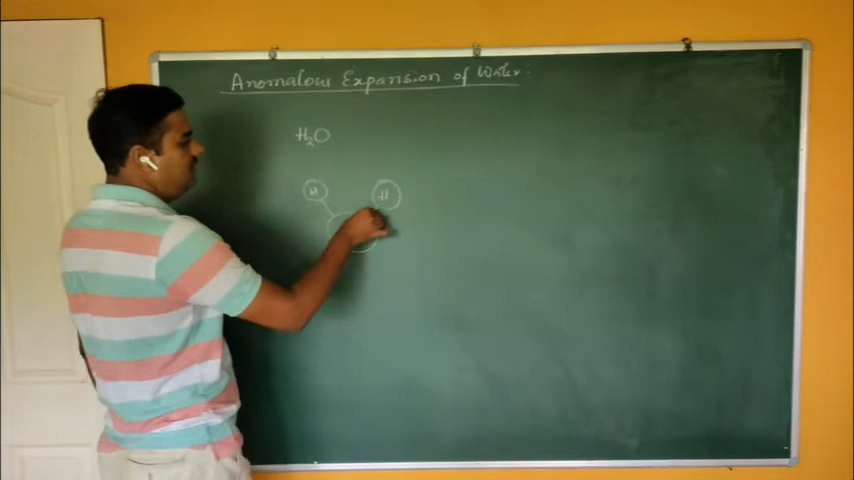 Anomalous Expansion of Water:
H₂O
H H